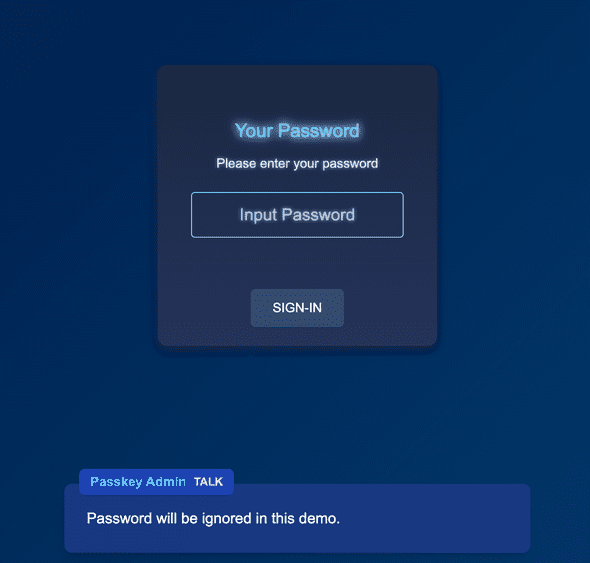 Your Password
Please enter your password
Input Password
SIGN-IN
Passkey Admin TALK
Password will be ignored in this demo.